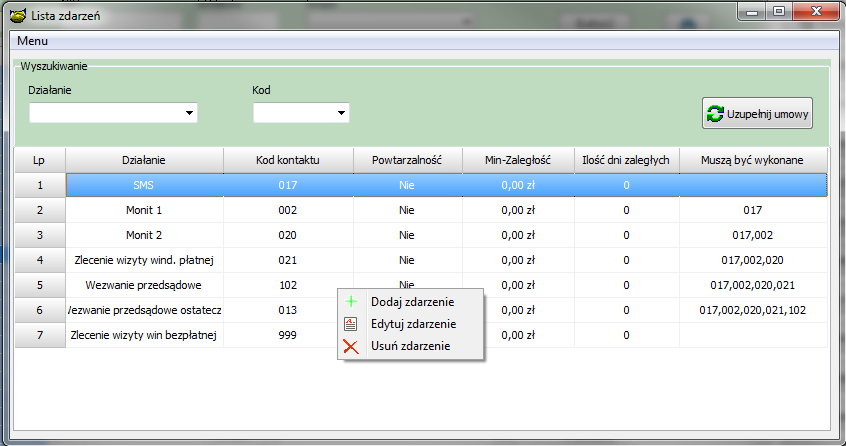 Lista zdarzeń
Menu
Wyszukiwanie
Działanie Kod
Uzupełnij umowy
Lp Działanie Kod kontaktu Powtarzalność Min-Zaległość Ilość dni zaległych Muszą być wykonane
1 SMS 017 Nie 0,00 zł 0
2 Monit 1 002 Nie 0,00 zł 0 017
3 Monit 2 020 Nie 0,00 zł 0 017,002
4 Zlecenie wizyty wind. płatnej 021 Nie 0,00 zł 0 017,002,020
5 Wezwanie przedsądowe 102 Nie 0,00 zł 0 017,002,020,021
6 Wezwanie przedsądowe ostatecz 013 0,00 zł 0 017,002,020,021,102
7 Zlecenie wizyty win bezpłatnej 999 0,00 zł 0
Dodaj zdarzenie
Edytuj zdarzenie
Usuń zdarzenie